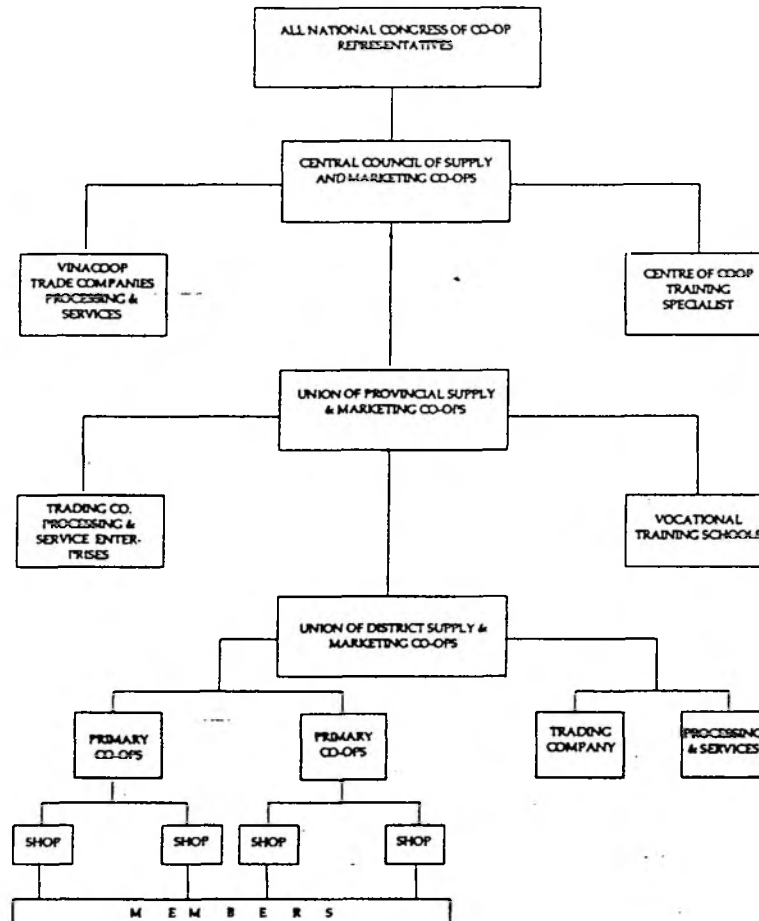 ALL NATIONAL CONGRESS OF CO-OP
REPRESENTATIVES
CENTRAL COUNCIL OF SUPPLY
AND MARKETING CO-OPS
VINACOOP
TRADE COMPANIES
PROCESSING &
SERVICES
CENTRE OF COOP
TRAINING
SPECIALIST
UNION OF PROVINCIAL SUPPLY
& MARKETING CO-OPS
TRADING CO.
PROCESSING &
SERVICE ENTER-
PRISES
VOCATIONAL
TRAINING SCHOOLS
UNION OF DISTRICT SUPPLY &
MARKETING CO-OPS
PRIMARY
CO-OPS
PRIMARY
CO-OPS
TRADING
COMPANY
PROCESSING
& SERVICES
SHOP
SHOP
SHOP
SHOP
M E M B E R S